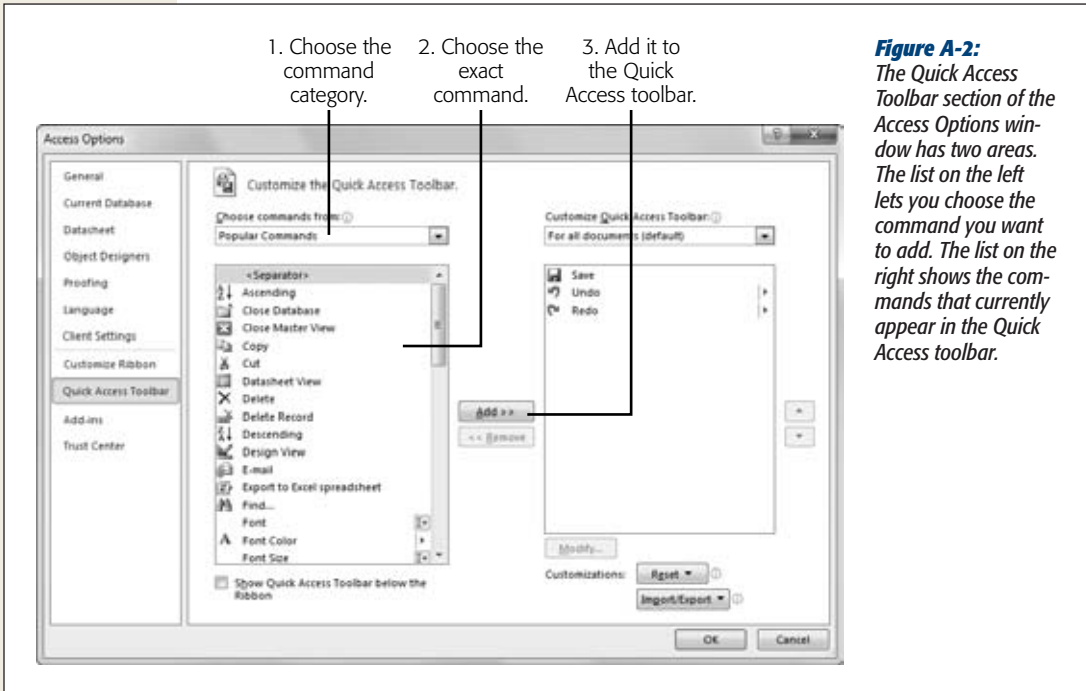 1. Choose the
command
category.
2. Choose the
exact
command.
3. Add it to
the Quick
Access toolbar.
Access Options
General
Current Database
Datasheet
Object Designers
Proofing
Language
Client Settings
Customize Ribbon
Quick Access Toolbar
Add-ins
Trust Center
Customize the Quick Access Toolbar.
Choose commands from:
Popular Commands
<Separator>
Ascending
Close Database
Close Master View
Copy
Cut
Datasheet View
Delete
Delete Record
Descending
Design View
E-mail
Export to Excel spreadsheet
Find...
Font
Font Color
Font Size
Show Quick Access Toolbar below the
Ribbon
Add >>
<< Remove
Customize Quick Access Toolbar:
For all documents (default)
Save
Undo
Redo
Modify...
Customizations:
Reset
Import/Export
OK
Cancel
Figure A-2:
The Quick Access
Toolbar section of the
Access Options win-
dow has two areas.
The list on the left
lets you choose the
command you want
to add. The list on the
right shows the com-
mands that currently
appear in the Quick
Access toolbar.